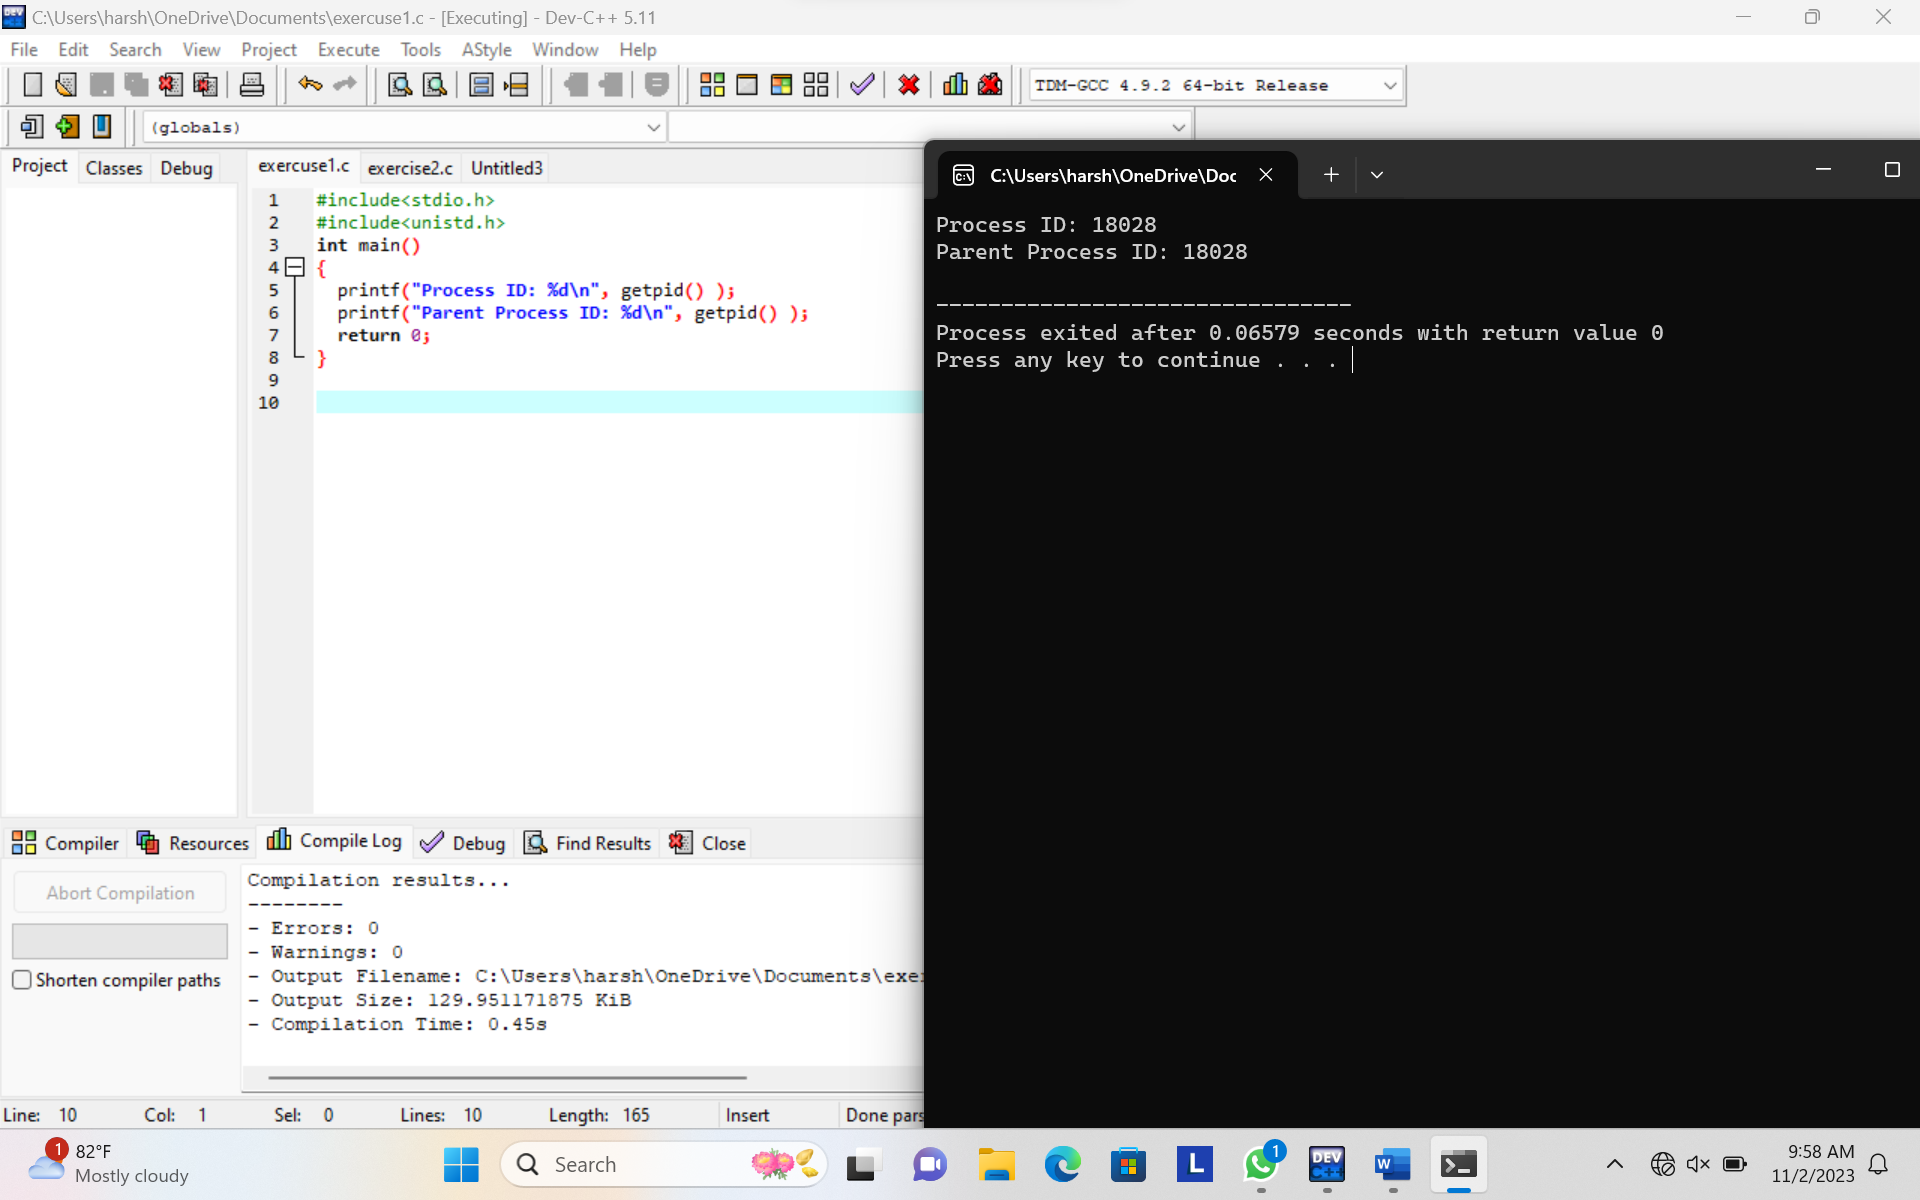 C:\Users\harsh\OneDrive\Documents\exercuse1.c - [Executing] - Dev-C++ 5.11
File Edit Search View Project Execute Tools AStyle Window Help
TDM-GCC 4.9.2 64-bit Release
(globals)
Project Classes Debug
exercuse1.c exercise2.c Untitled3
1 #include<stdio.h>
2 #include<unistd.h>
3 int main()
4 {
5 printf("Process ID: %d\n", getpid() );
6 printf("Parent Process ID: %d\n", getpid() );
7 return 0;
8 }
9
10
C:\Users\harsh\OneDrive\Doc
Process ID: 18028
Parent Process ID: 18028
--------------------------------
Process exited after 0.06579 seconds with return value 0
Press any key to continue . . .
Compiler Resources Compile Log Debug Find Results Close
Abort Compilation
Shorten compiler paths
Compilation results...
--------
- Errors: 0
- Warnings: 0
- Output Filename: C:\Users\harsh\OneDrive\Documents\exe
- Output Size: 129.951171875 KiB
- Compilation Time: 0.45s
Line: 10 Col: 1 Sel: 0 Lines: 10 Length: 165 Insert Done pars
1
82°F
Mostly cloudy
Search
L
1
DEV
C++
W
9:58 AM
11/2/2023